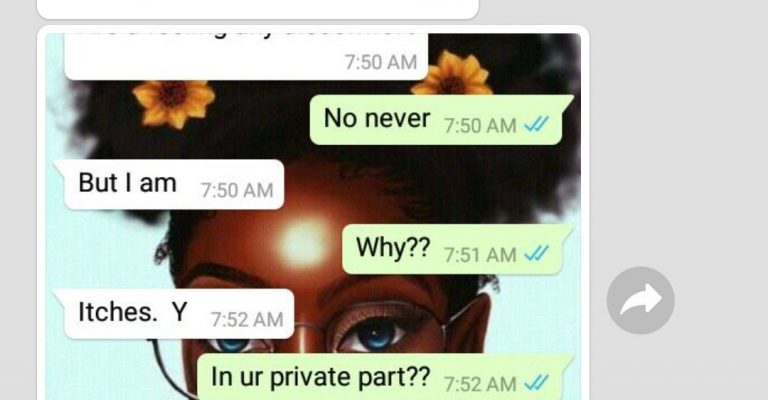 7:50 AM
No never 7:50 AM
But I am 7:50 AM
Why?? 7:51 AM
Itches. Y 7:52 AM
In ur private part?? 7:52 AM